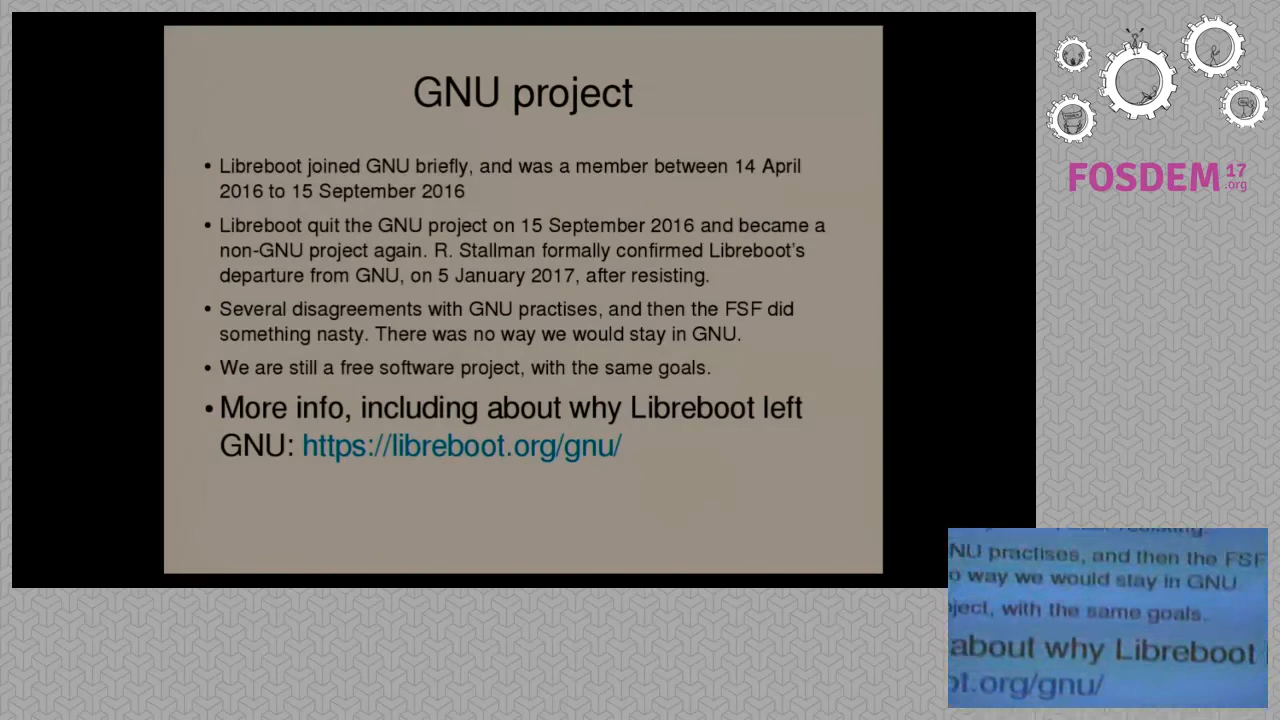 GNU project
• Libreboot joined GNU briefly, and was a member between 14 April
2016 to 15 September 2016
• Libreboot quit the GNU project on 15 September 2016 and became a
non-GNU project again. R. Stallman formally confirmed Libreboot's
departure from GNU, on 5 January 2017, after resisting.
• Several disagreements with GNU practises, and then the FSF did
something nasty. There was no way we would stay in GNU.
• We are still a free software project, with the same goals.
• More info, including about why Libreboot left
GNU: https://libreboot.org/gnu/
FOSDEM 17
.org
NU practises, and then the FSF
o way we would stay in GNU
ject, with the same goals.
about why Libreboot
ot.org/gnu/